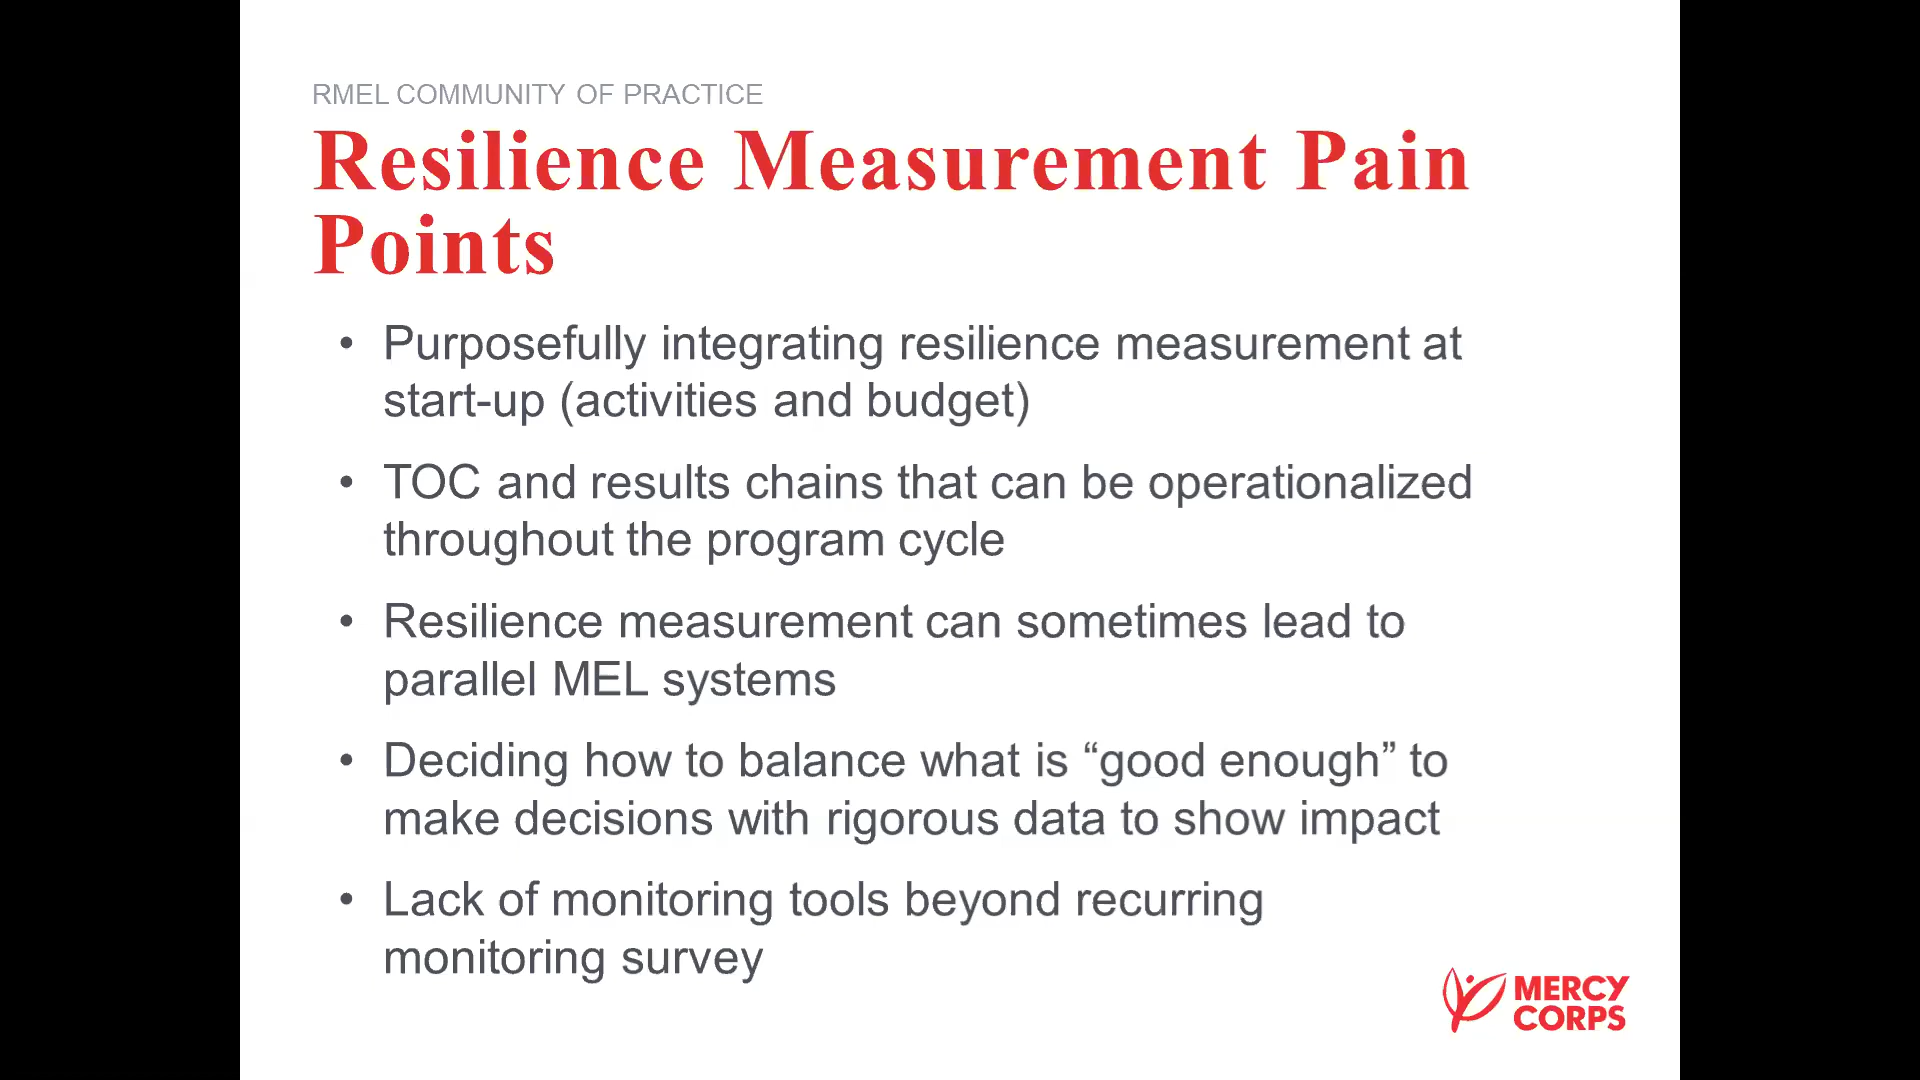 RMEL COMMUNITY OF PRACTICE
Resilience Measurement Pain
Points
• Purposefully integrating resilience measurement at
start-up (activities and budget)
• TOC and results chains that can be operationalized
throughout the program cycle
• Resilience measurement can sometimes lead to
parallel MEL systems
• Deciding how to balance what is “good enough” to
make decisions with rigorous data to show impact
• Lack of monitoring tools beyond recurring
monitoring survey
MERCY
CORPS